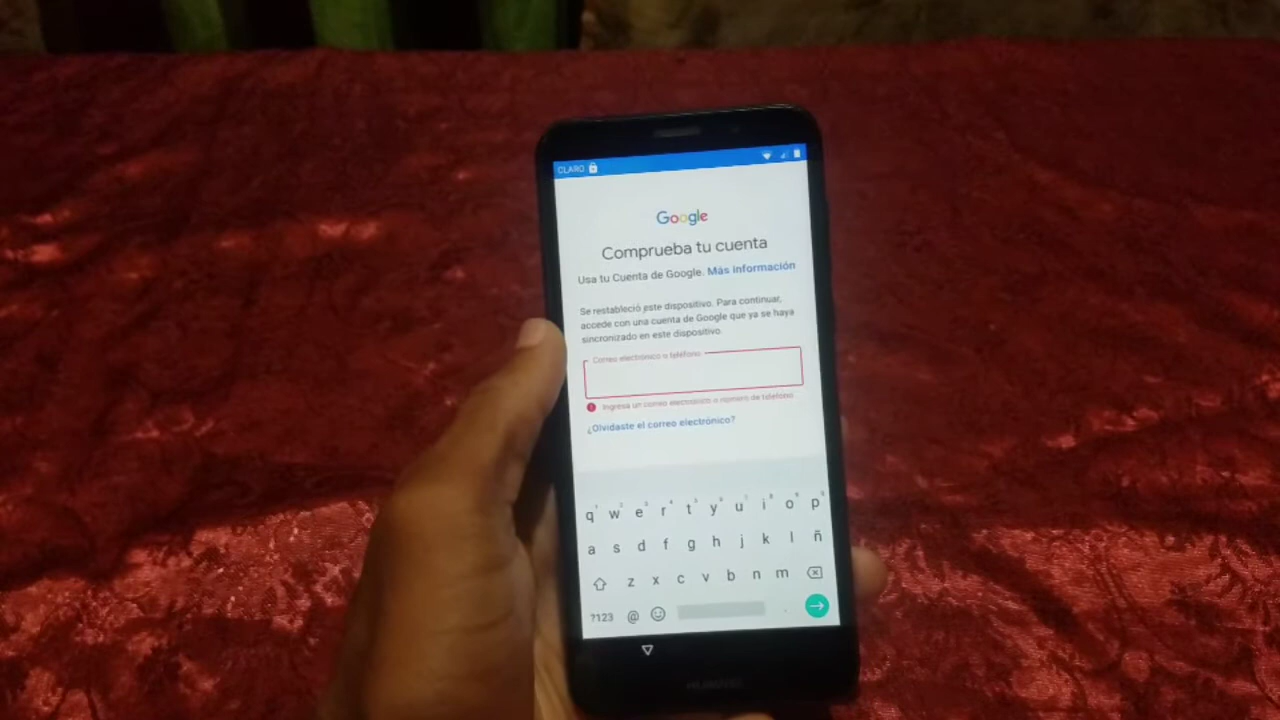 CLARO
Google
Comprueba tu cuenta
Usa tu Cuenta de Google. Más información
Se restableció este dispositivo. Para continuar,
accede con una cuenta de Google que ya se haya
sincronizado en este dispositivo.
Correo electrónico o teléfono
Ingresa un correo electrónico o número de teléfono
¿Olvidaste el correo electrónico?
q w e r t y u i o p
a s d f g h j k l ñ
z x c v b n m
?123 @ .
HUAWEI